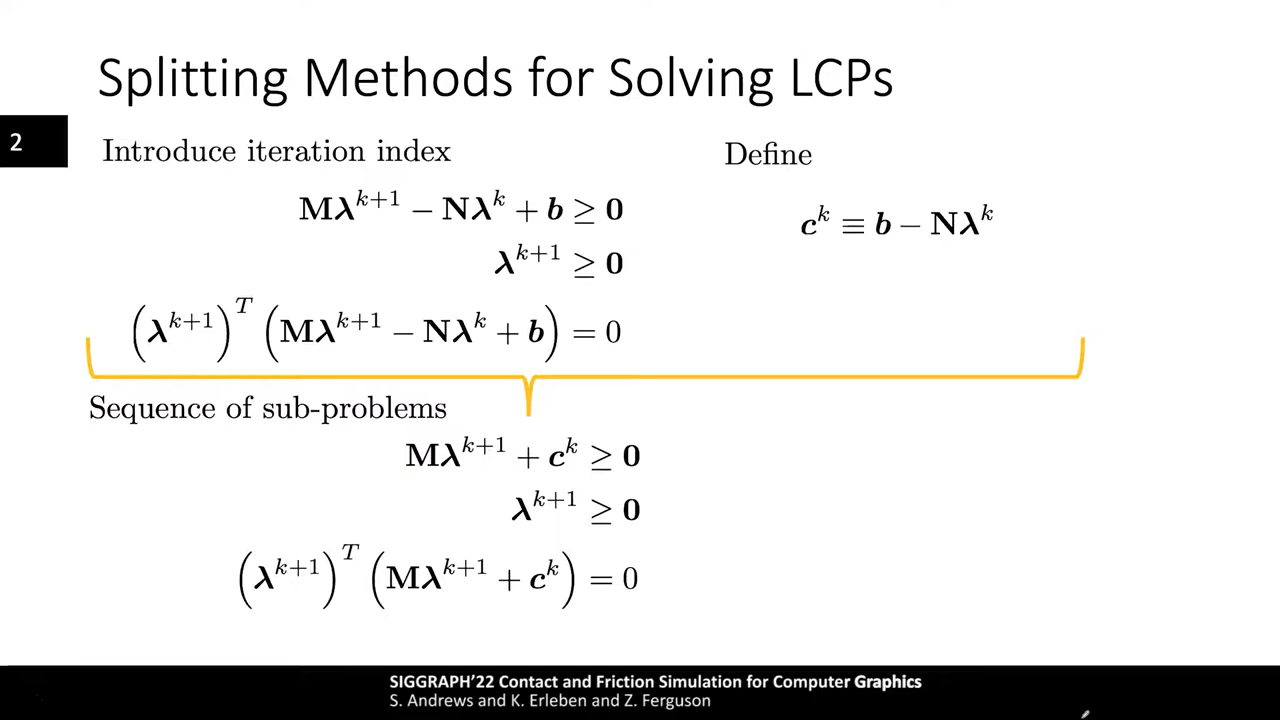 Splitting Methods for Solving LCPs
2
Introduce iteration index
Mλ^{k+1} − Nλ^k + b ≥ 0
λ^{k+1} ≥ 0
(λ^{k+1})^T (Mλ^{k+1} − Nλ^k + b) = 0
Define
c^k ≡ b − Nλ^k
Sequence of sub-problems
Mλ^{k+1} + c^k ≥ 0
λ^{k+1} ≥ 0
(λ^{k+1})^T (Mλ^{k+1} + c^k) = 0
SIGGRAPH'22 Contact and Friction Simulation for Computer Graphics
S. Andrews and K. Erleben and Z. Ferguson